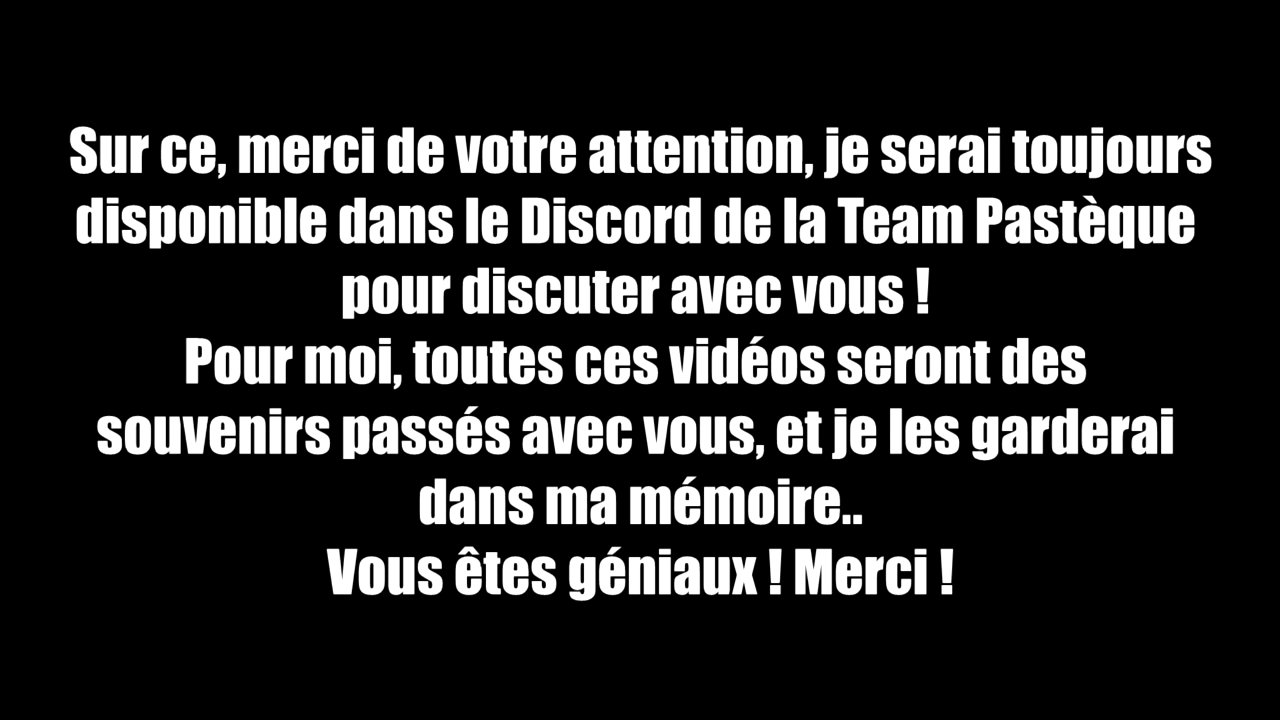 Sur ce, merci de votre attention, je serai toujours
disponible dans le Discord de la Team Pastèque
pour discuter avec vous !
Pour moi, toutes ces vidéos seront des
souvenirs passés avec vous, et je les garderai
dans ma mémoire..
Vous êtes géniaux ! Merci !